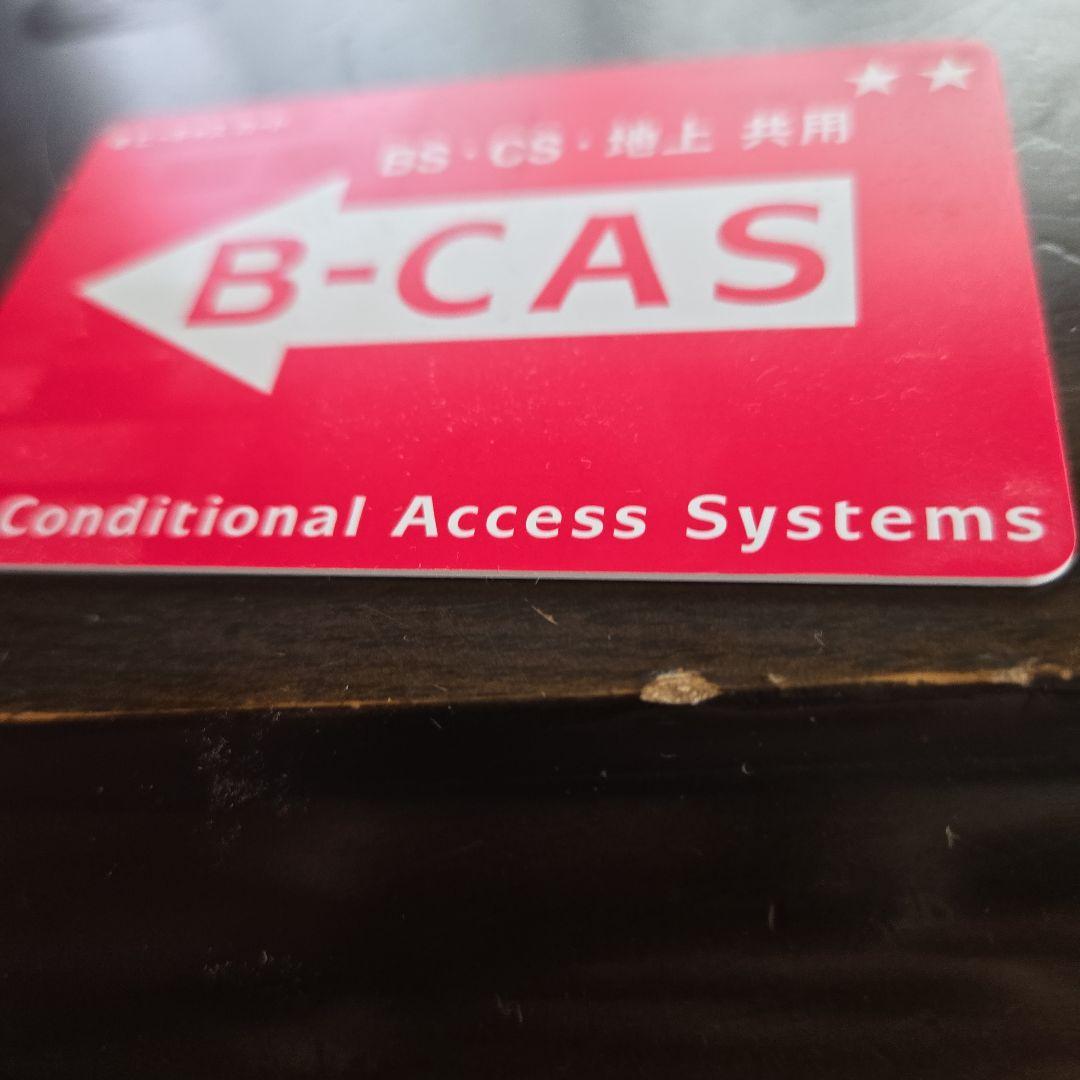 ★★
BS・CS・地上 共用
B-CAS
Conditional Access Systems